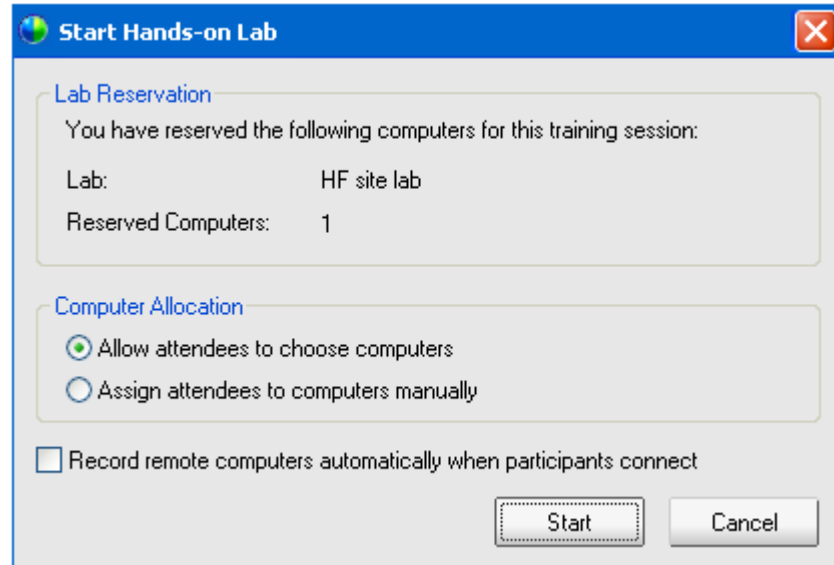 Start Hands-on Lab
Lab Reservation
You have reserved the following computers for this training session:
Lab: HF site lab
Reserved Computers: 1
Computer Allocation
Allow attendees to choose computers
Assign attendees to computers manually
Record remote computers automatically when participants connect
Start Cancel